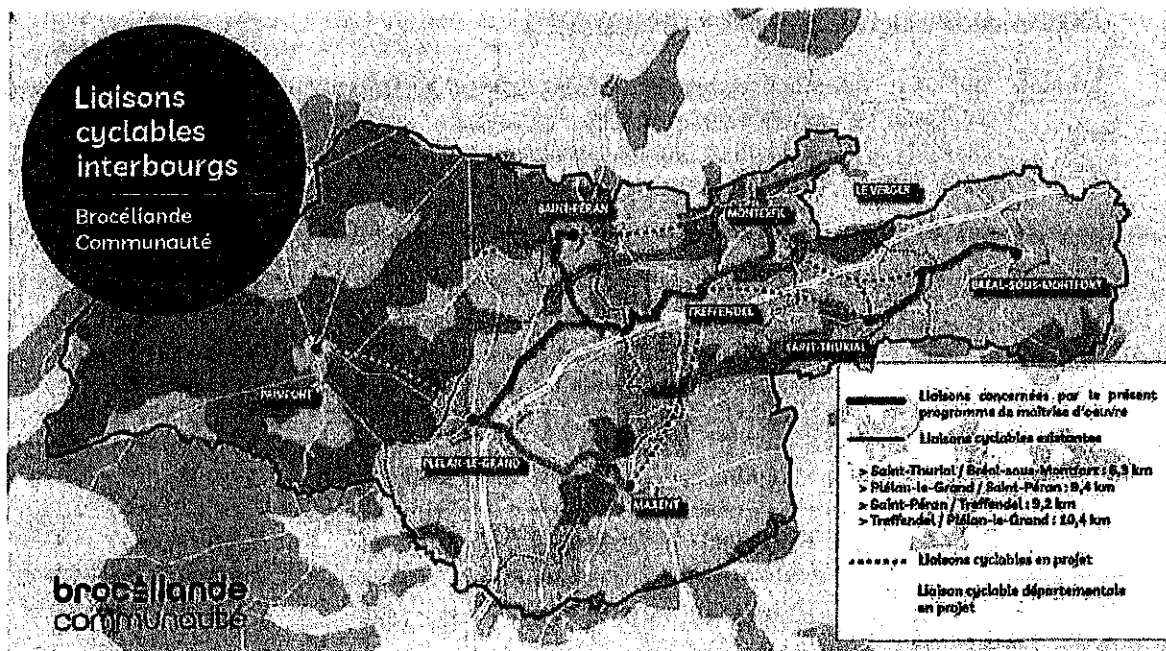 Liaisons
cyclables
interbourgs
Brocéliande
Communauté
SAINT-PÉRAN
MONTERFIL
LE VERGER
BRÉAL-SOUS-MONTFORT
TREFFENDEL
SAINT-THURIAL
PAIMPONT
PLÉLAN-LE-GRAND
MAXENT
Liaisons concernées par le présent
programme de maîtrise d'oeuvre
Liaisons cyclables existantes
> Saint-Thurial / Bréal-sous-Montfort : 6,3 km
> Plélan-le-Grand / Saint-Péran : 9,4 km
> Saint-Péran / Treffendel : 9,2 km
> Treffendel / Plélan-le-Grand : 10,4 km
Liaisons cyclables en projet
Liaison cyclable départementale
en projet
brocéliande
communauté